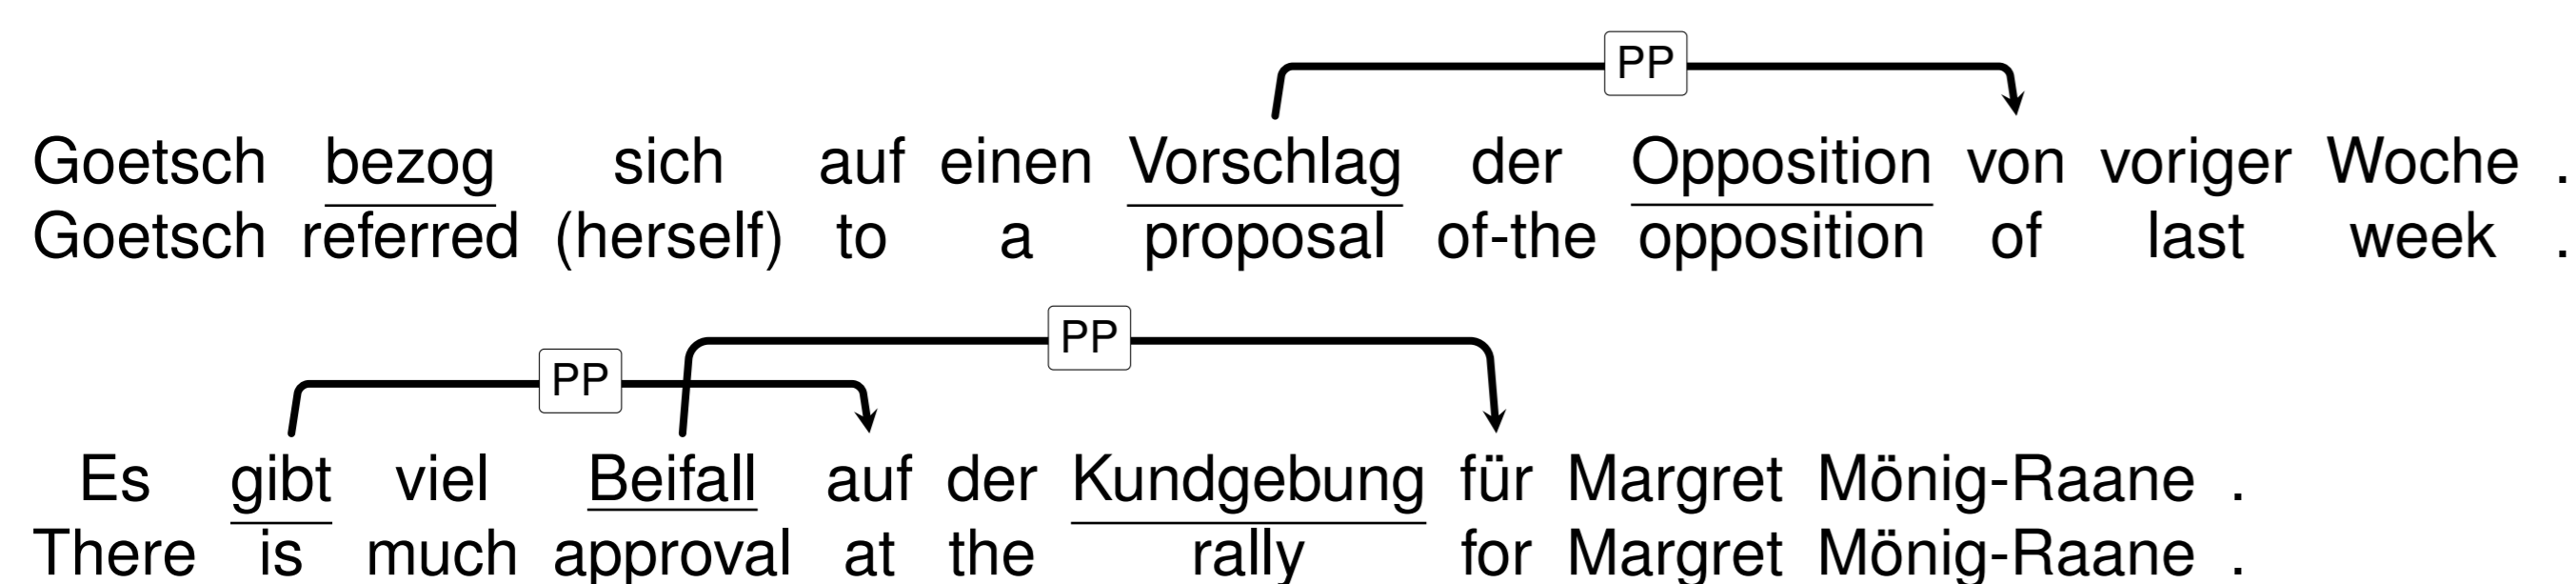 PP
Goetsch bezog sich auf einen Vorschlag der Opposition von voriger Woche .
Goetsch referred (herself) to a proposal of-the opposition of last week .
PP
PP
Es gibt viel Beifall auf der Kundgebung für Margret Mönig-Raane .
There is much approval at the rally for Margret Mönig-Raane .